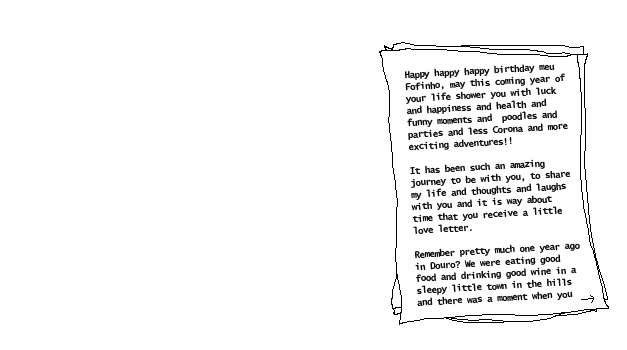 Happy happy happy birthday meu
Fofinho, may this coming year of
your life shower you with luck
and happiness and health and
funny moments and poodles and
parties and less Corona and more
exciting adventures!!
It has been such an amazing
journey to be with you, to share
my life and thoughts and laughs
with you and it is way about
time that you receive a little
love letter.
Remember pretty much one year ago
in Douro? We were eating good
food and drinking good wine in a
sleepy little town in the hills
and there was a moment when you